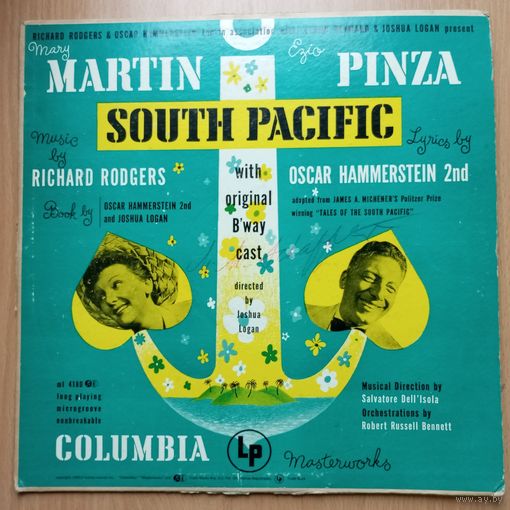 RICHARD RODGERS & OSCAR HAMMERSTEIN 2nd in association with LELAND HAYWARD & JOSHUA LOGAN present
Mary
MARTIN
Ezio
PINZA
SOUTH PACIFIC
Music
by
RICHARD RODGERS
Lyrics by
OSCAR HAMMERSTEIN 2nd
adapted from JAMES A. MICHENER'S Pulitzer Prize
winning "TALES OF THE SOUTH PACIFIC"
Book by
OSCAR HAMMERSTEIN 2nd
and JOSHUA LOGAN
with
original
B'way
cast
directed
by
Joshua
Logan
ml 4180
long playing
microgroove
nonbreakable
Musical Direction by
Salvatore Dell'Isola
Orchestrations by
Robert Russell Bennett
COLUMBIA
LP
Masterworks
ay.by